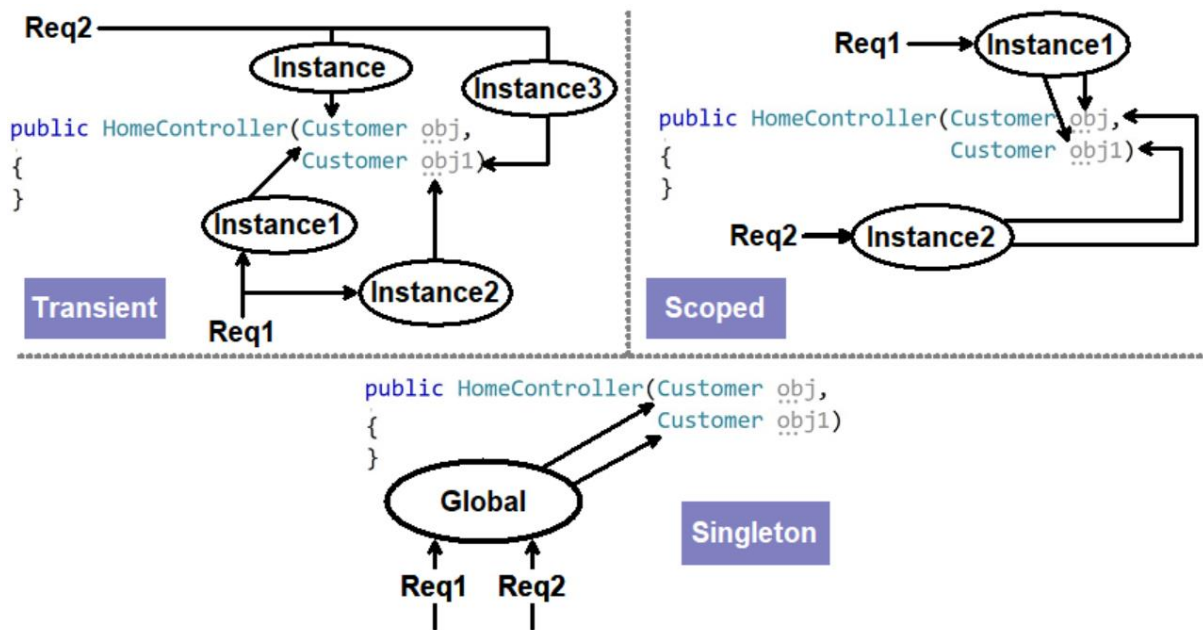 Req2
Instance
Instance3
public HomeController(Customer obj,
{
Customer obj1)
}
Instance1
Instance2
Req1
Transient
Req1
Instance1
public HomeController(Customer obj,
{
Customer obj1)
}
Req2
Instance2
Scoped
public HomeController(Customer obj,
{
Customer obj1)
}
Global
Singleton
Req1 Req2